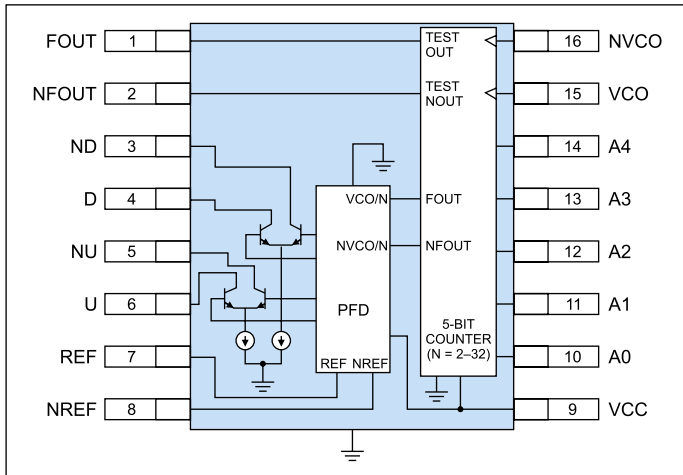 FOUT 1
NFOUT 2
ND 3
D 4
NU 5
U 6
REF 7
NREF 8
TEST
OUT
TEST
NOUT
VCO/N
FOUT
NVCO/N
NFOUT
PFD
REF NREF
5-BIT
COUNTER
(N = 2–32)
16 NVCO
15 VCO
14 A4
13 A3
12 A2
11 A1
10 A0
9 VCC